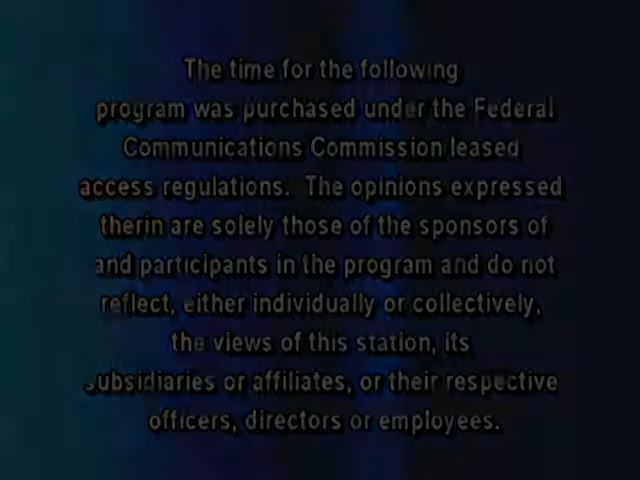 The time for the following
program was purchased under the Federal
Communications Commission leased
access regulations. The opinions expressed
therin are solely those of the sponsors of
and participants in the program and do not
reflect, either individually or collectively,
the views of this station, its
subsidiaries or affiliates, or their respective
officers, directors or employees.